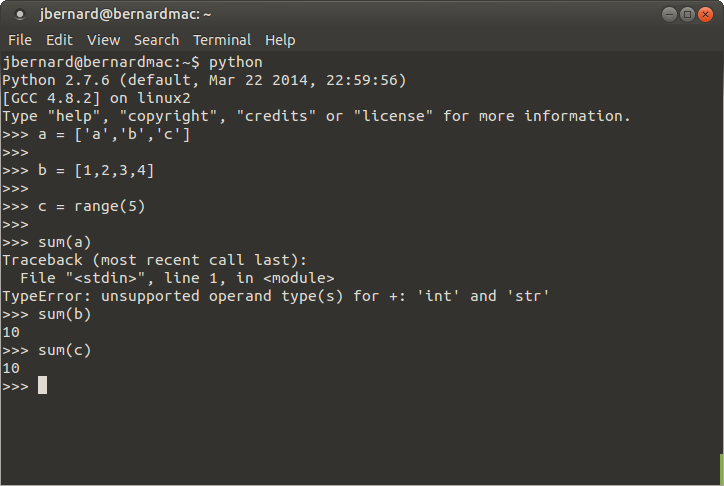 jbernard@bernardmac: ~
File Edit View Search Terminal Help
jbernard@bernardmac:~$ python
Python 2.7.6 (default, Mar 22 2014, 22:59:56)
[GCC 4.8.2] on linux2
Type "help", "copyright", "credits" or "license" for more information.
>>> a = ['a','b','c']
>>>
>>> b = [1,2,3,4]
>>>
>>> c = range(5)
>>>
>>> sum(a)
Traceback (most recent call last):
  File "<stdin>", line 1, in <module>
TypeError: unsupported operand type(s) for +: 'int' and 'str'
>>> sum(b)
10
>>> sum(c)
10
>>>